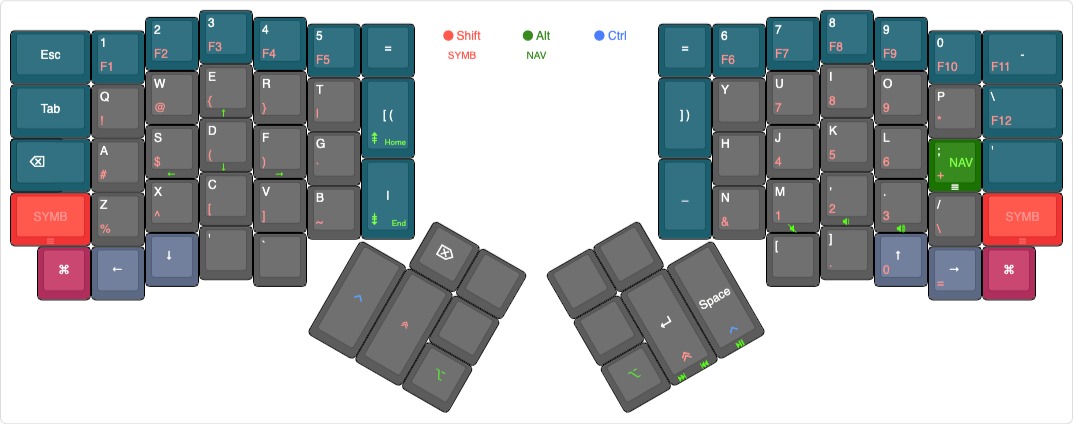 Esc
1
F1
2
F2
3
F3
4
F4
5
F5
=
Shift
SYMB
Alt
NAV
Ctrl
=
6
F6
7
F7
8
F8
9
F9
0
F10
-
F11
Tab
Q
!
W
@
E
{
↑
R
}
T
|
[ (
Home
] )
Y
U
7
I
8
O
9
P
*
\
F12
⌫
A
#
S
$
←
D
(
↓
F
)
→
G
`
H
J
4
K
5
L
6
;
+
NAV
'
SYMB
Z
%
X
^
C
[
V
]
B
~
|
End
–
N
&
M
1
,
2
.
3
/
\
SYMB
⌘
←
↓
'
`
[
]
.
↑
0
→
=
⌘
⌫
⌥
↵
Space
⌥